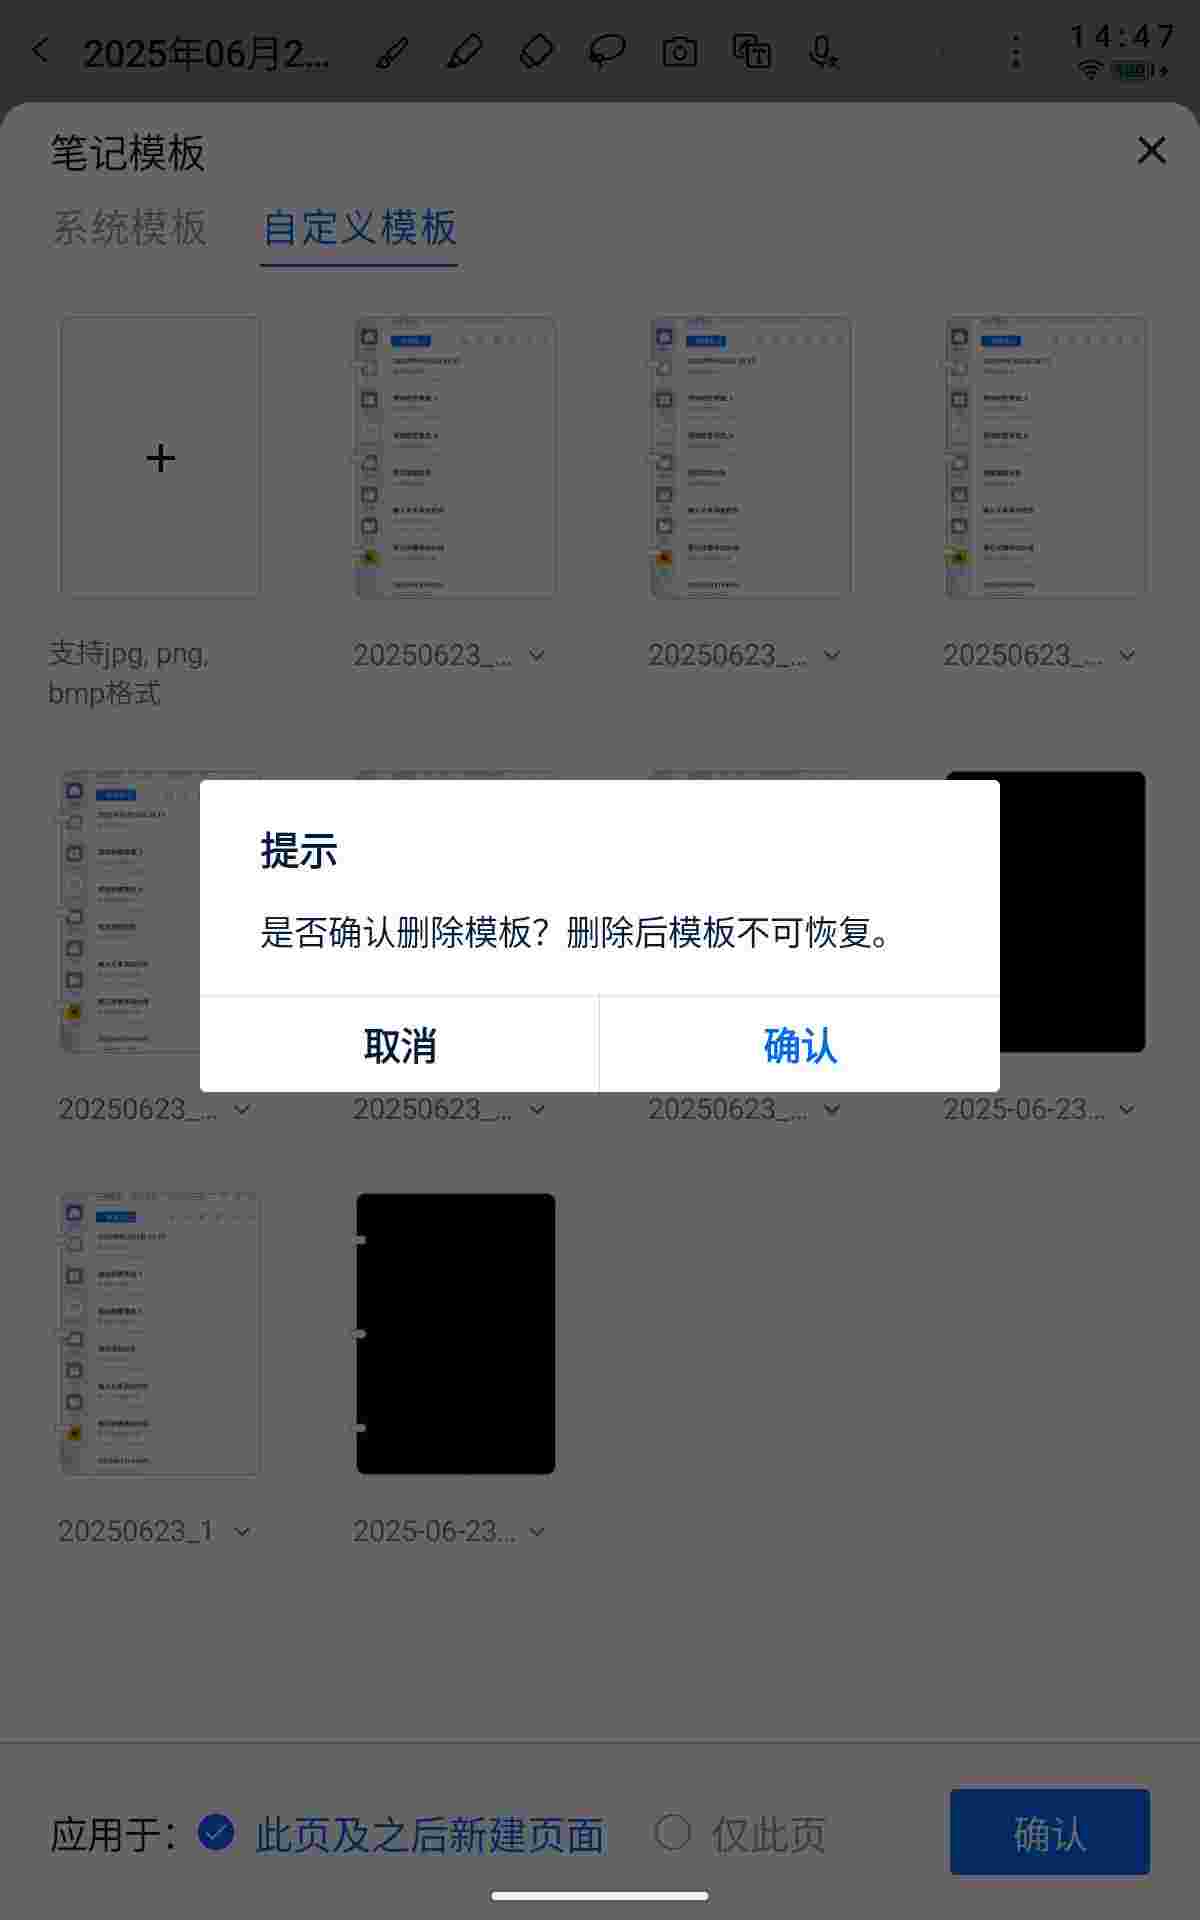 2025年06月2...
14:47
笔记模板
系统模板 自定义模板
支持jpg, png,
bmp格式
20250623_...
20250623_...
20250623_...
提示
是否确认删除模板？删除后模板不可恢复。
取消 确认
20250623_...
20250623_...
20250623_...
2025-06-23...
20250623_1
2025-06-23...
应用于： 此页及之后新建页面 仅此页 确认